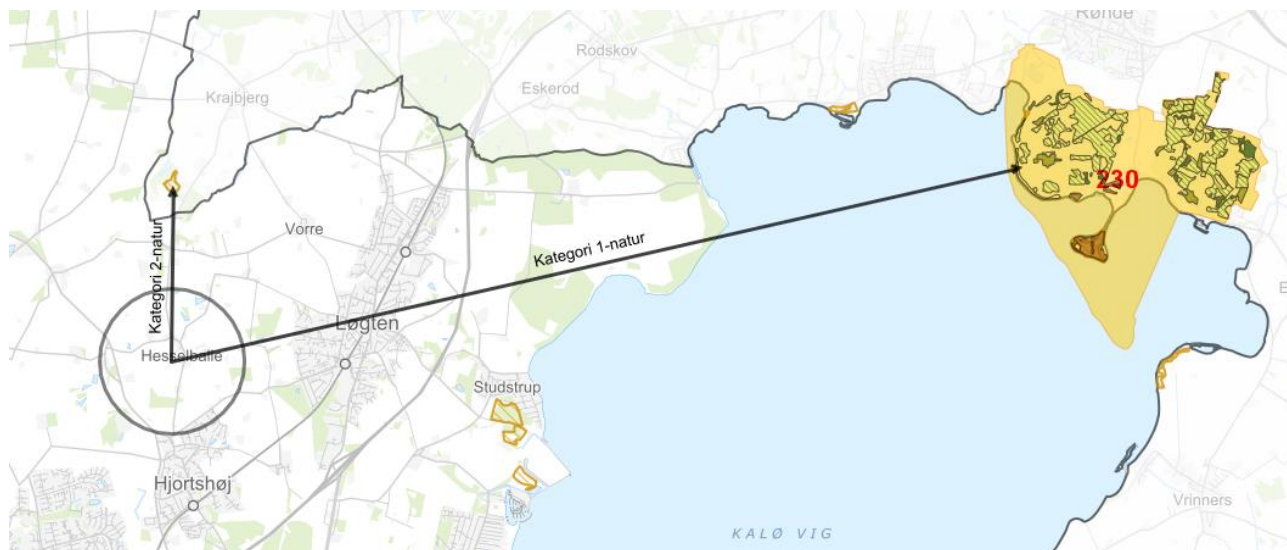 Rønde
Rodskov
Krajbjerg
Eskerod
230
Vorre
Kategori 1-natur
Kategori 2-natur
Løgten
Hesselballe
Studstrup
Hjortshøj
Vrinners
KALØ VIG